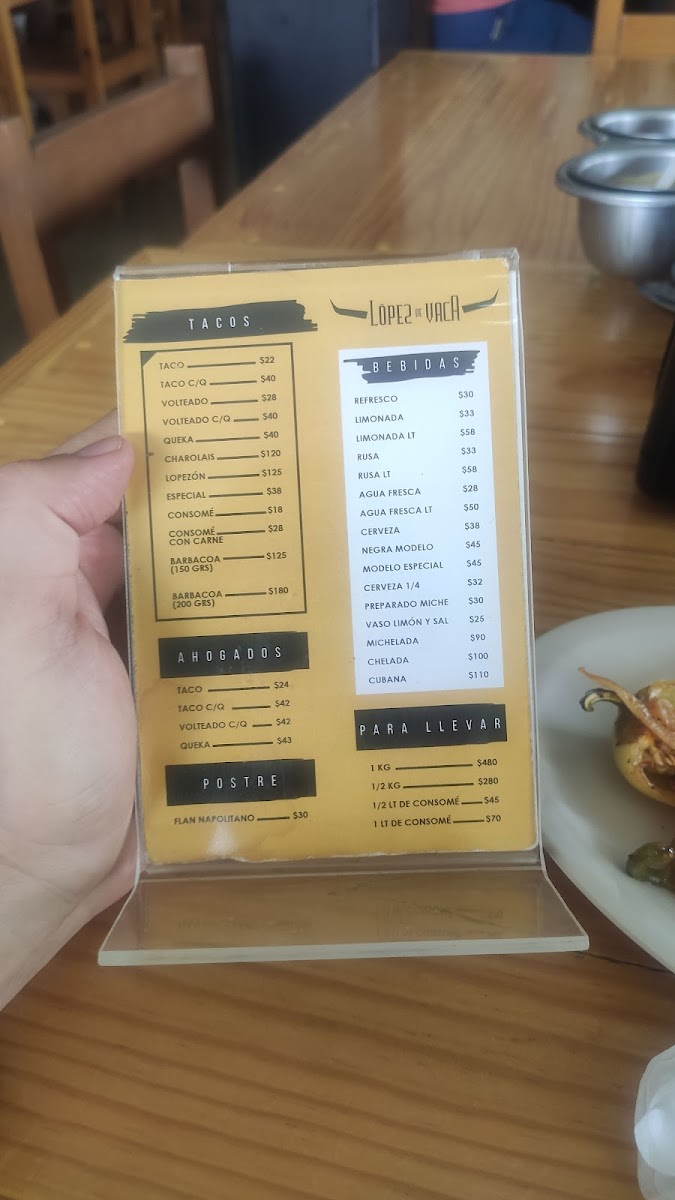 TACOS
TACO $22
TACO C/Q $40
VOLTEADO $28
VOLTEADO C/Q $40
QUEKA $40
CHAROLAIS $120
LOPEZÓN $125
ESPECIAL $38
CONSOMÉ $18
CONSOMÉ $28
CON CARNE
BARBACOA $125
(150 GRS)
BARBACOA $180
(200 GRS)
AHOGADOS
TACO $24
TACO C/Q $42
VOLTEADO C/Q $42
QUEKA $43
POSTRE
FLAN NAPOLITANO $30
LÓPEZ DE VACA
BEBIDAS
REFRESCO $30
LIMONADA $33
LIMONADA LT $58
RUSA $33
RUSA LT $58
AGUA FRESCA $28
AGUA FRESCA LT $50
CERVEZA $38
NEGRA MODELO $45
MODELO ESPECIAL $45
CERVEZA 1/4 $32
PREPARADO MICHE $30
VASO LIMÓN Y SAL $25
MICHELADA $90
CHELADA $100
CUBANA $110
PARA LLEVAR
1 KG $480
1/2 KG $280
1/2 LT DE CONSOMÉ $45
1 LT DE CONSOMÉ $70